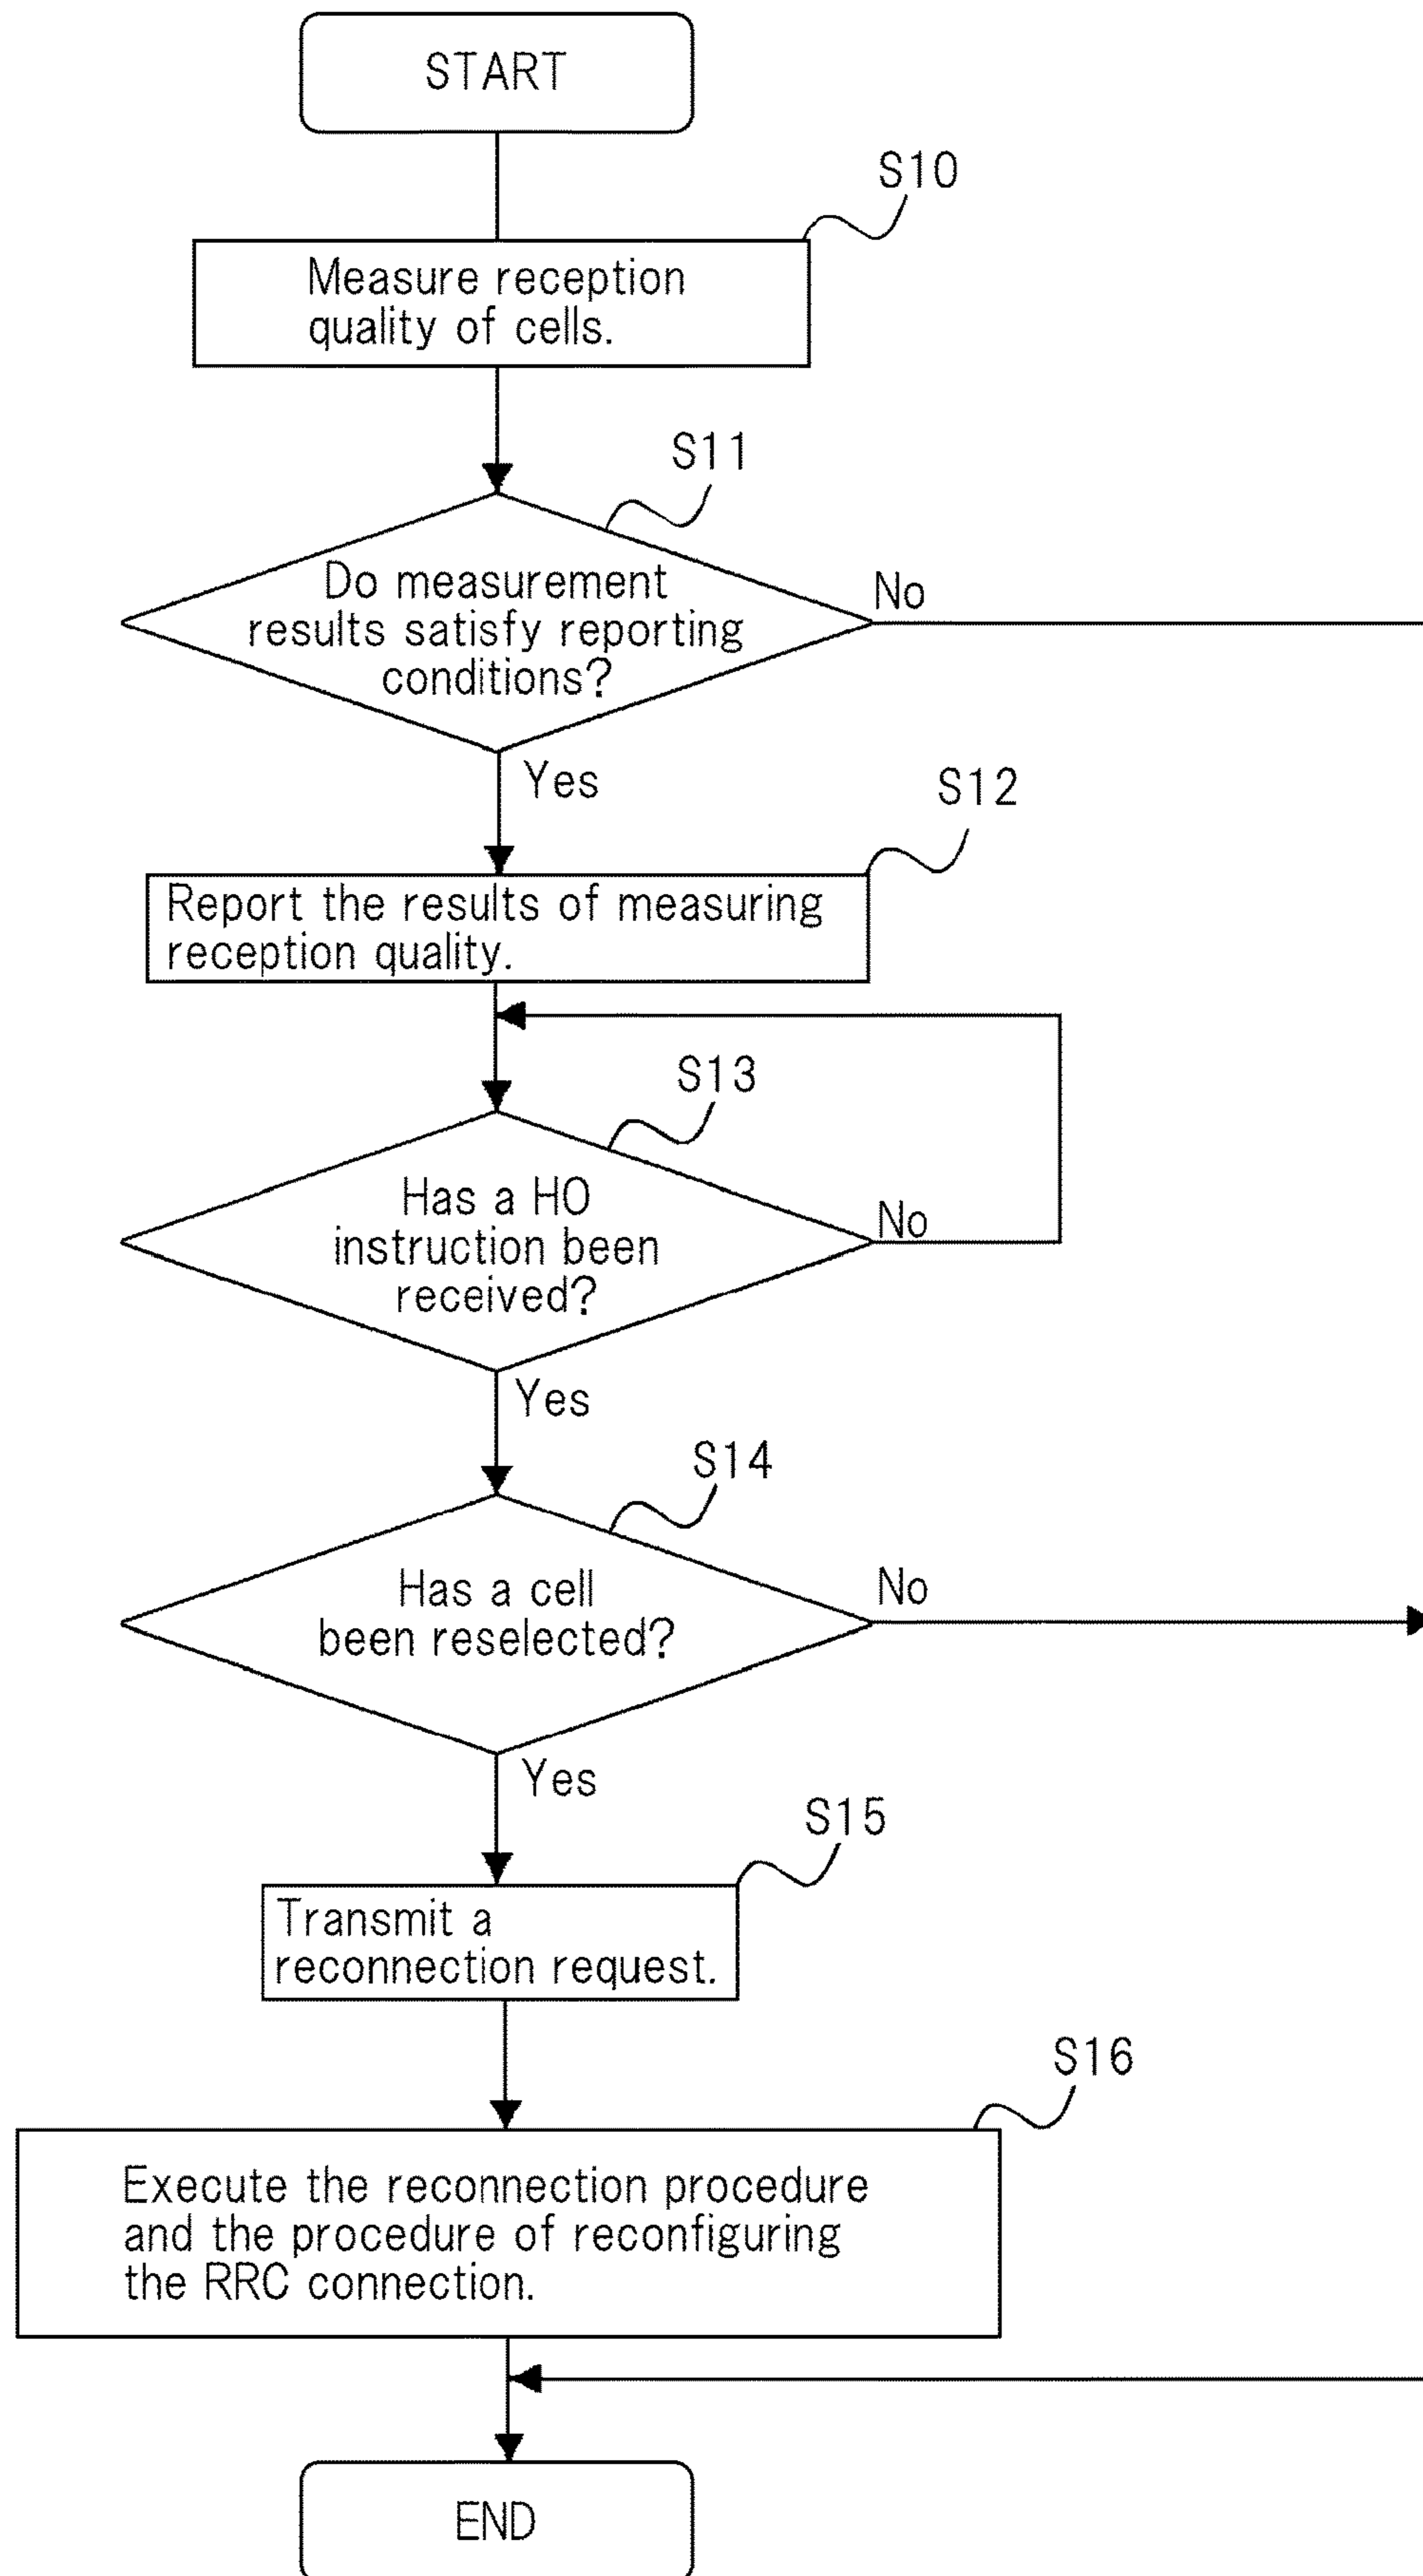 START
S10
Measure reception
quality of cells.
S11
Do measurement
results satisfy reporting
conditions?
No
Yes
S12
Report the results of measuring
reception quality.
S13
Has a HO
instruction been
received?
No
Yes
S14
Has a cell
been reselected?
No
Yes
S15
Transmit a
reconnection request.
S16
Execute the reconnection procedure
and the procedure of reconfiguring
the RRC connection.
END